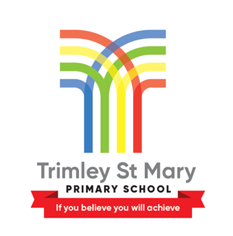 Trimley St Mary
PRIMARY SCHOOL
If you believe you will achieve